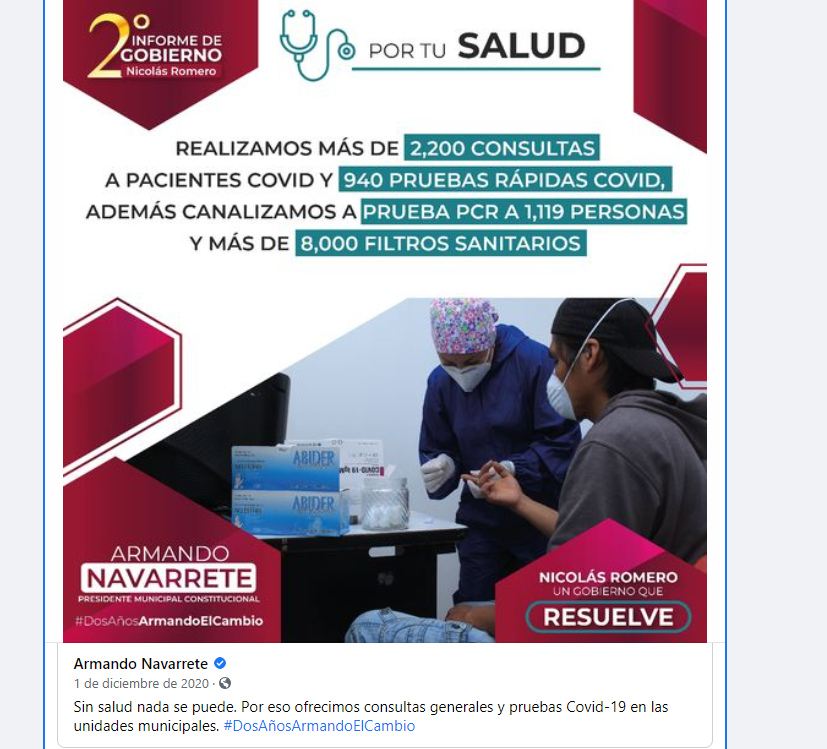 2°
INFORME DE
GOBIERNO
Nicolás Romero
POR TU SALUD
REALIZAMOS MÁS DE 2,200 CONSULTAS
A PACIENTES COVID Y 940 PRUEBAS RÁPIDAS COVID,
ADEMÁS CANALIZAMOS A PRUEBA PCR A 1,119 PERSONAS
Y MÁS DE 8,000 FILTROS SANITARIOS
ABIDER
ABIDER
COVID-19 IgM
ARMANDO
NAVARRETE
PRESIDENTE MUNICIPAL CONSTITUCIONAL
#DosAñosArmandoElCambio
NICOLÁS ROMERO
UN GOBIERNO QUE
RESUELVE
Armando Navarrete
1 de diciembre de 2020 ·
Sin salud nada se puede. Por eso ofrecimos consultas generales y pruebas Covid-19 en las
unidades municipales. #DosAñosArmandoElCambio